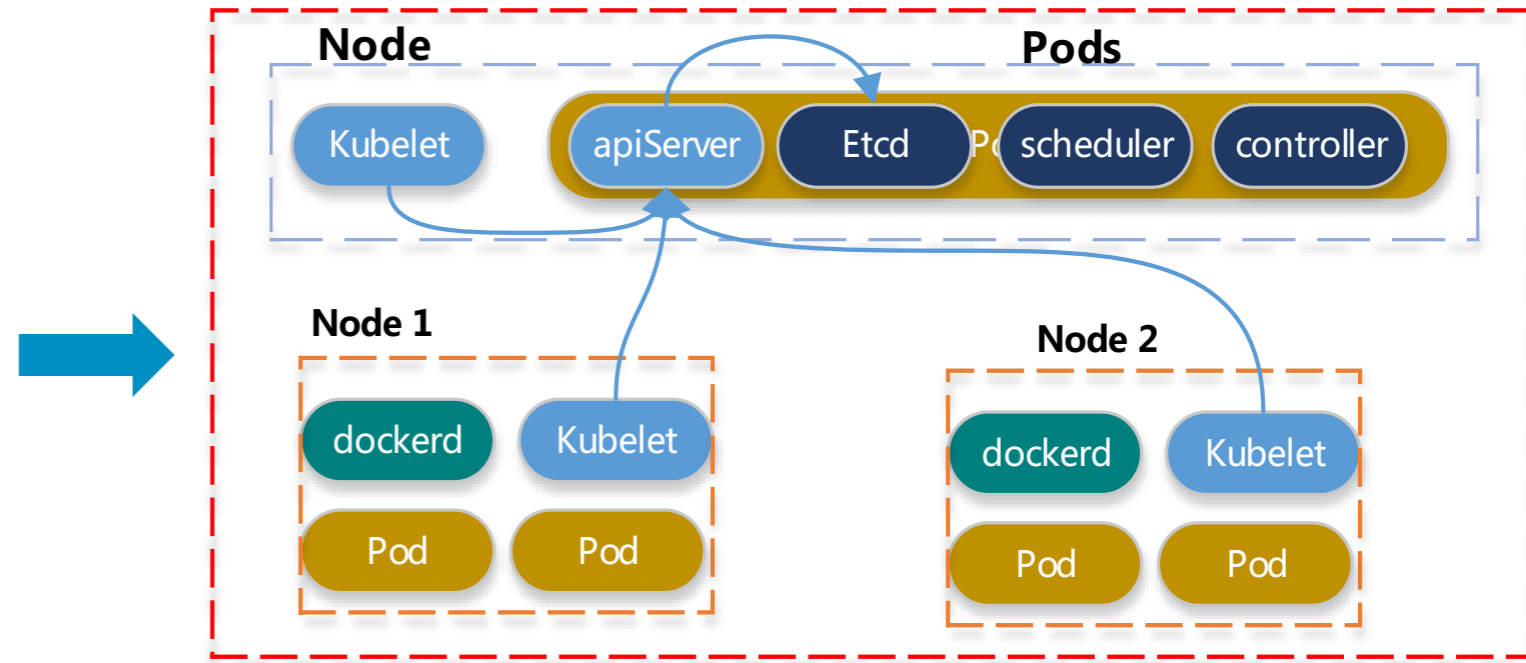 Node
Pods
Kubelet
apiServer
Etcd
scheduler
controller
Node 1
Node 2
dockerd
Kubelet
dockerd
Kubelet
Pod
Pod
Pod
Pod